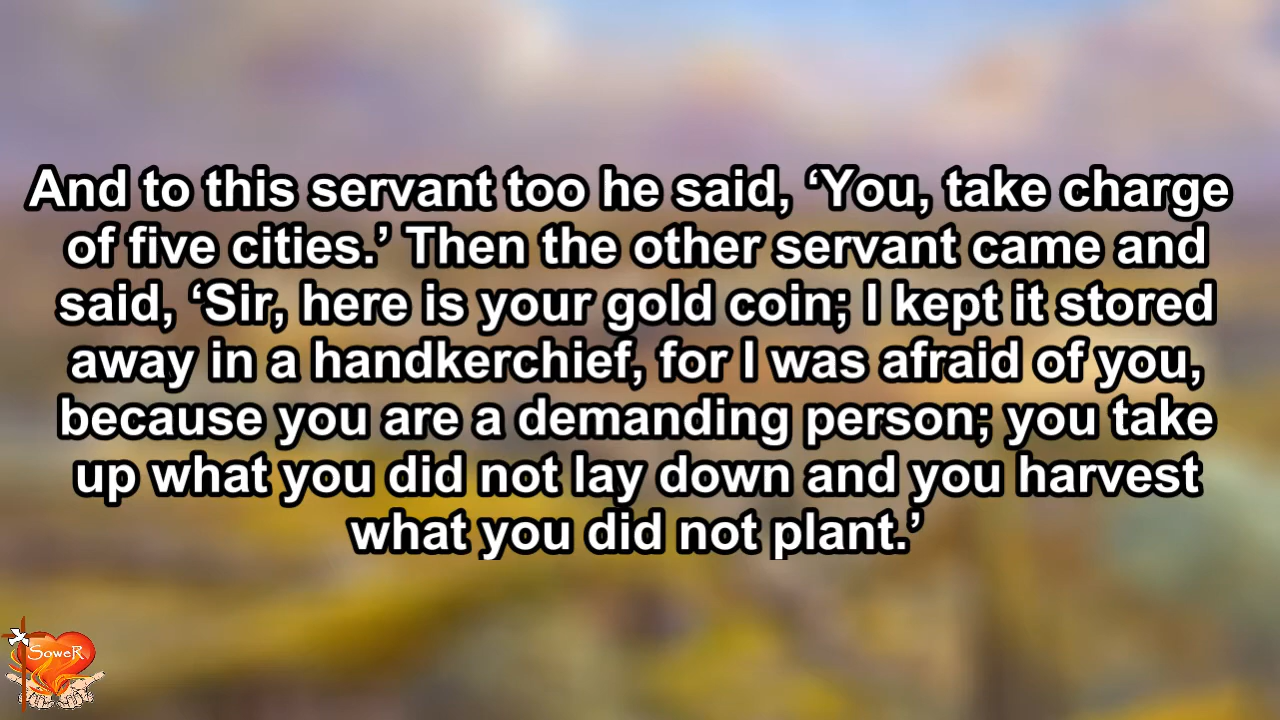 And to this servant too he said, ‘You, take charge
of five cities.’ Then the other servant came and
said, ‘Sir, here is your gold coin; I kept it stored
away in a handkerchief, for I was afraid of you,
because you are a demanding person; you take
up what you did not lay down and you harvest
what you did not plant.’
SoweR